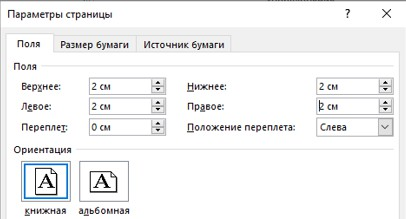 Параметры страницы ? ×
Поля Размер бумаги Источник бумаги
Поля
Верхнее: 2 см Нижнее: 2 см
Левое: 2 см Правое: 2 см
Переплет: 0 см Положение переплета: Слева
Ориентация
A A
книжная альбомная